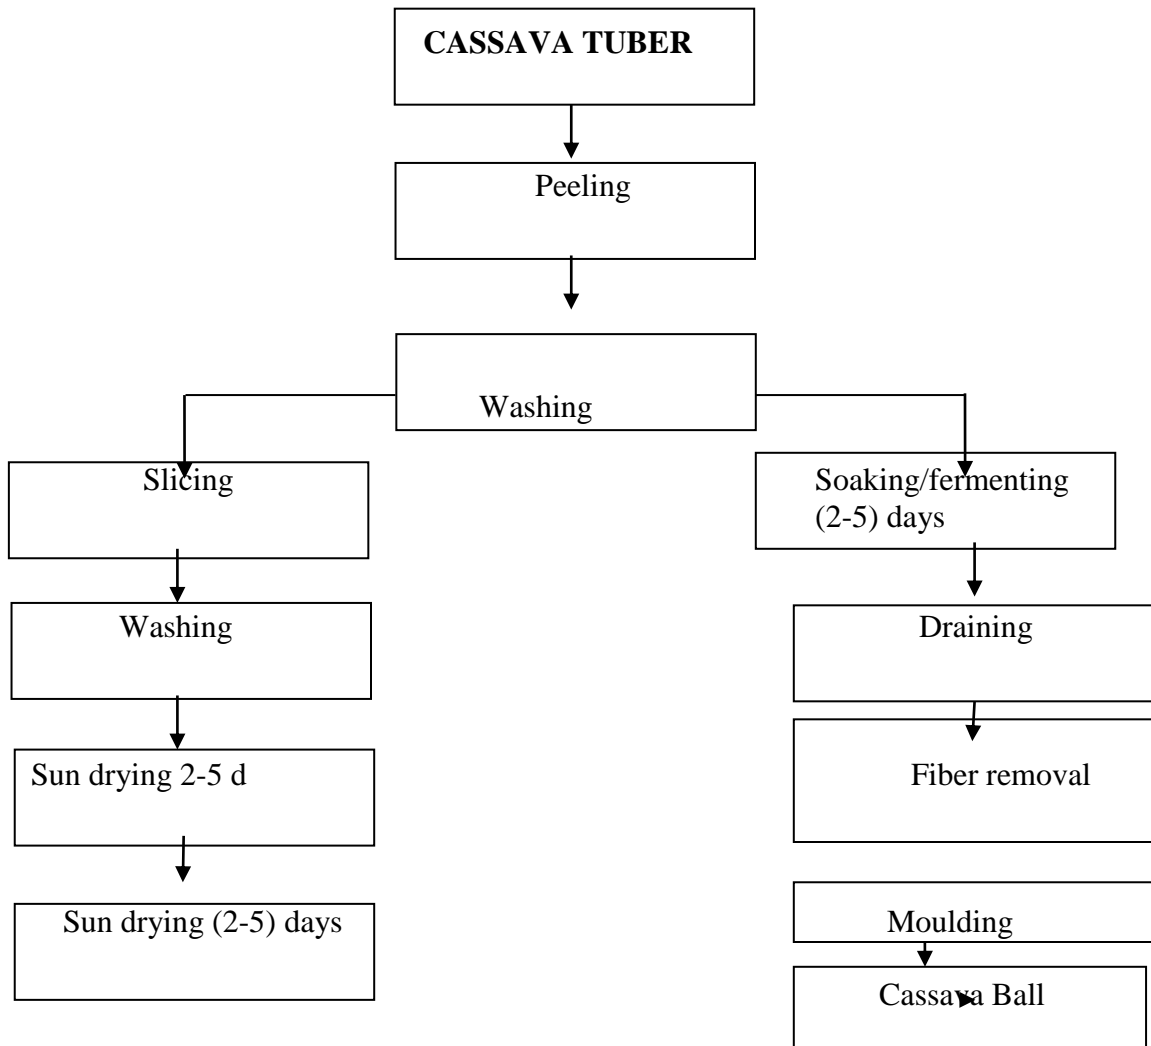 CASSAVA TUBER
Peeling
Washing
Slicing
Washing
Sun drying 2-5 d
Sun drying (2-5) days
Soaking/fermenting
(2-5) days
Draining
Fiber removal
Moulding
Cassava Ball